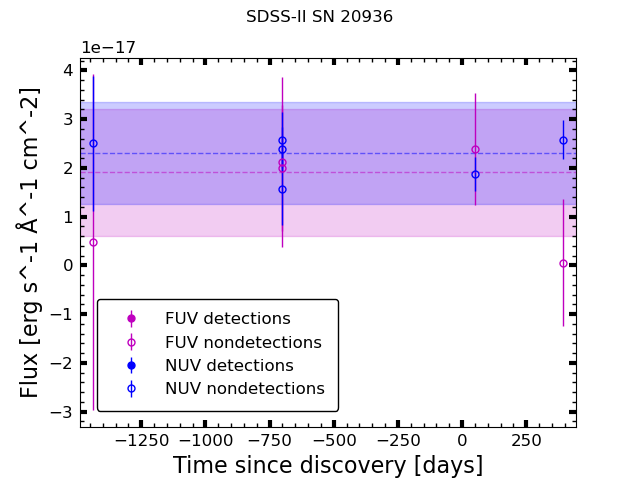 SDSS-II SN 20936
1e−17
4
3
2
1
0
−1
−2
−3
Flux [erg s^-1 Å^-1 cm^-2]
FUV detections
FUV nondetections
NUV detections
NUV nondetections
−1250 −1000 −750 −500 −250 0 250
Time since discovery [days]